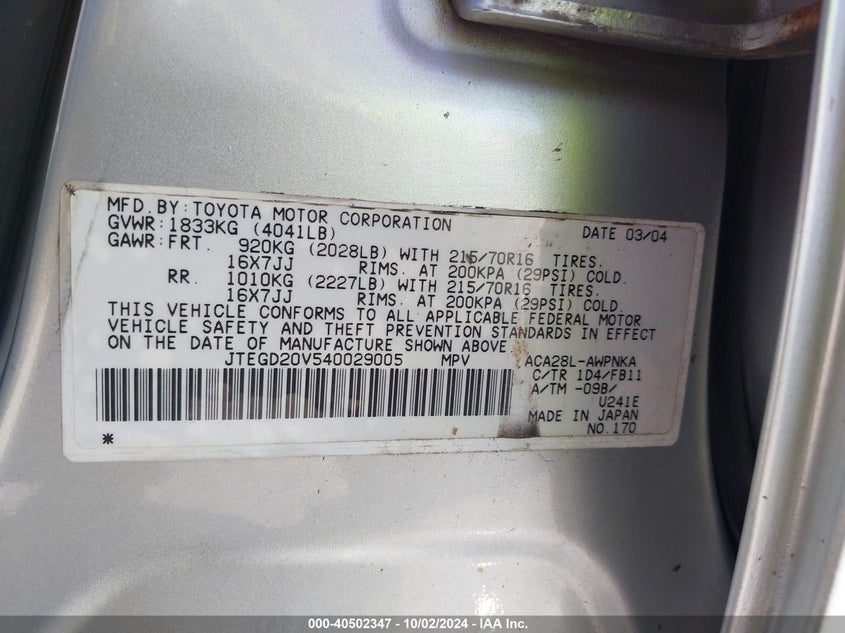 MFD. BY: TOYOTA MOTOR CORPORATION DATE 03/04
GVWR: 1833KG (4041LB)
GAWR: FRT. 920KG (2028LB) WITH 215/70R16 TIRES.
16X7JJ RIMS. AT 200KPA (29PSI) COLD.
RR. 1010KG (2227LB) WITH 215/70R16 TIRES.
16X7JJ RIMS. AT 200KPA (29PSI) COLD.
THIS VEHICLE CONFORMS TO ALL APPLICABLE FEDERAL MOTOR
VEHICLE SAFETY AND THEFT PREVENTION STANDARDS IN EFFECT
ON THE DATE OF MANUFACTURE SHOWN ABOVE
JTEGD20V540029005 MPV ACA28L-AWPNKA
C/TR 1D4/FB11
A/TM -09B/
U241E
MADE IN JAPAN
NO.170
*
000-40502347 - 10/02/2024 - IAA Inc.